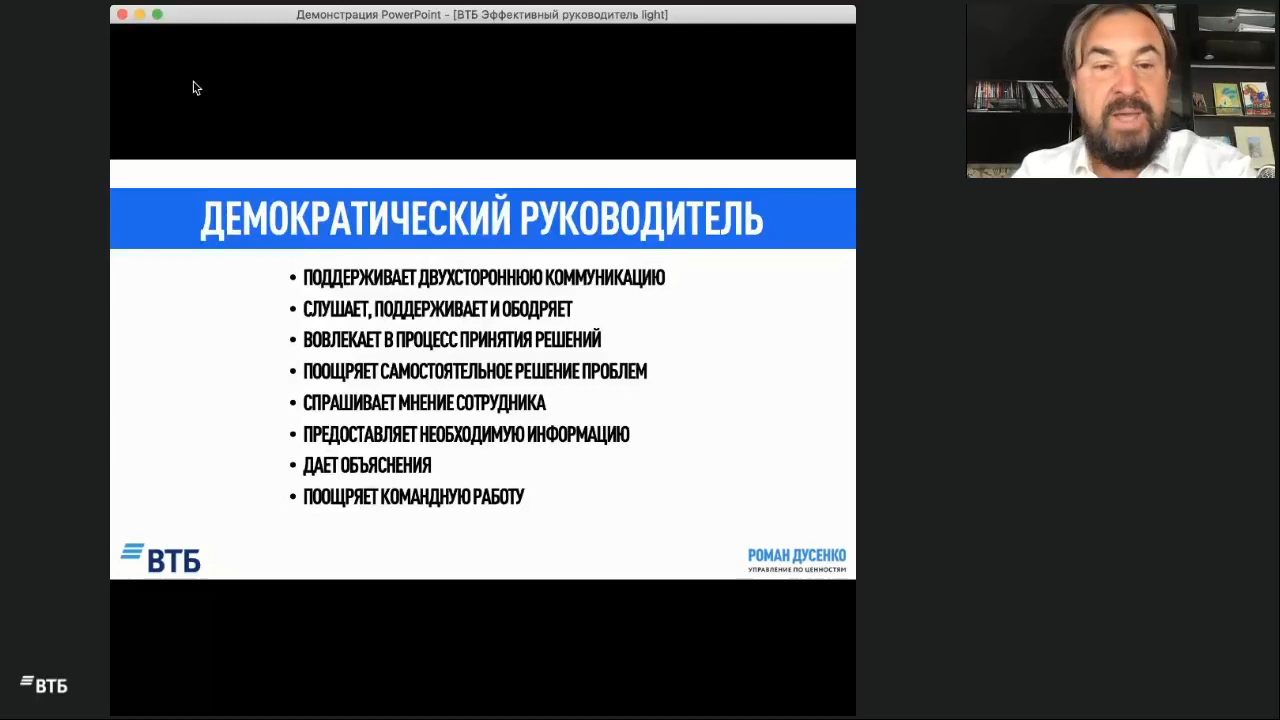 Демонстрация PowerPoint - [ВТБ Эффективный руководитель light]
ДЕМОКРАТИЧЕСКИЙ РУКОВОДИТЕЛЬ
• ПОДДЕРЖИВАЕТ ДВУХСТОРОННЮЮ КОММУНИКАЦИЮ
• СЛУШАЕТ, ПОДДЕРЖИВАЕТ И ОБОДРЯЕТ
• ВОВЛЕКАЕТ В ПРОЦЕСС ПРИНЯТИЯ РЕШЕНИЙ
• ПООЩРЯЕТ САМОСТОЯТЕЛЬНОЕ РЕШЕНИЕ ПРОБЛЕМ
• СПРАШИВАЕТ МНЕНИЕ СОТРУДНИКА
• ПРЕДОСТАВЛЯЕТ НЕОБХОДИМУЮ ИНФОРМАЦИЮ
• ДАЕТ ОБЪЯСНЕНИЯ
• ПООЩРЯЕТ КОМАНДНУЮ РАБОТУ
ВТБ
РОМАН ДУСЕНКО
УПРАВЛЕНИЕ ПО ЦЕННОСТЯМ
ВТБ